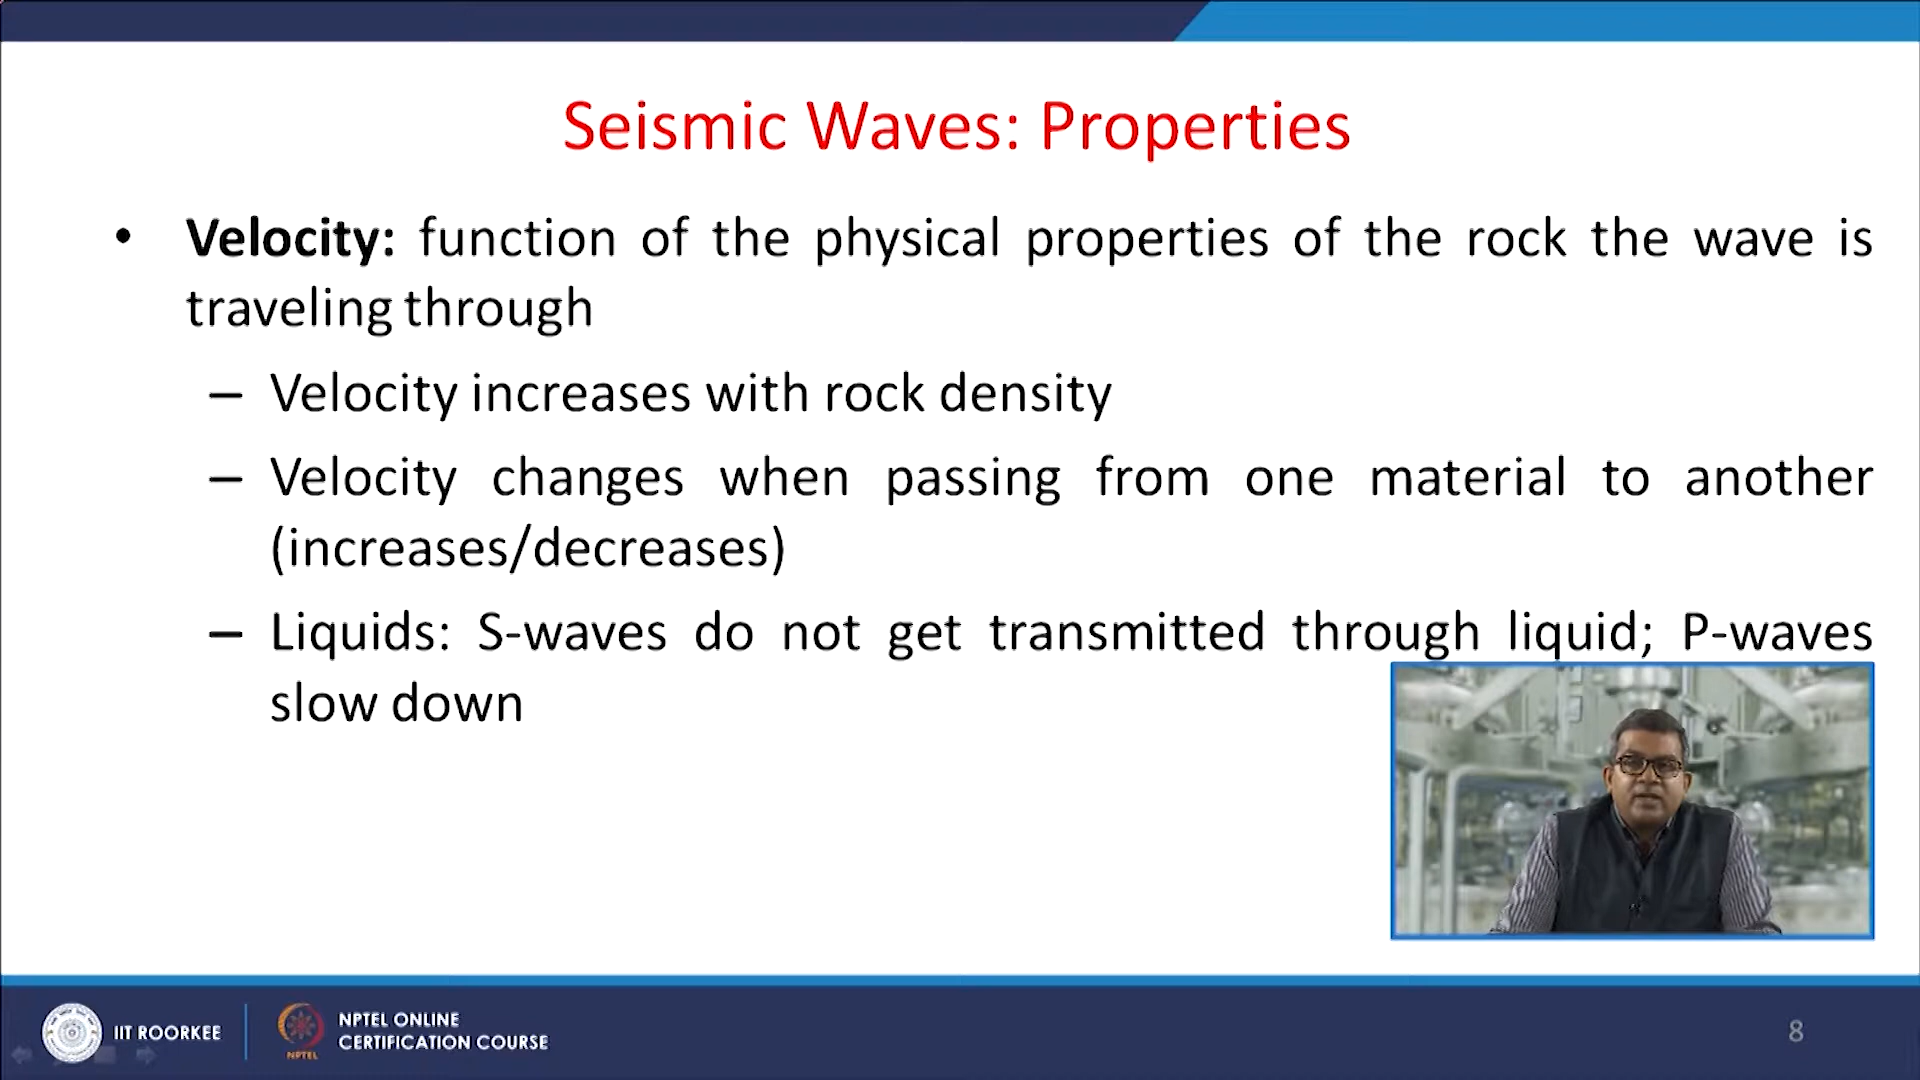 Seismic Waves: Properties
• Velocity: function of the physical properties of the rock the wave is
traveling through
– Velocity increases with rock density
– Velocity changes when passing from one material to another
(increases/decreases)
– Liquids: S-waves do not get transmitted through liquid; P-waves
slow down
IIT ROORKEE
NPTEL
NPTEL ONLINE
CERTIFICATION COURSE
8